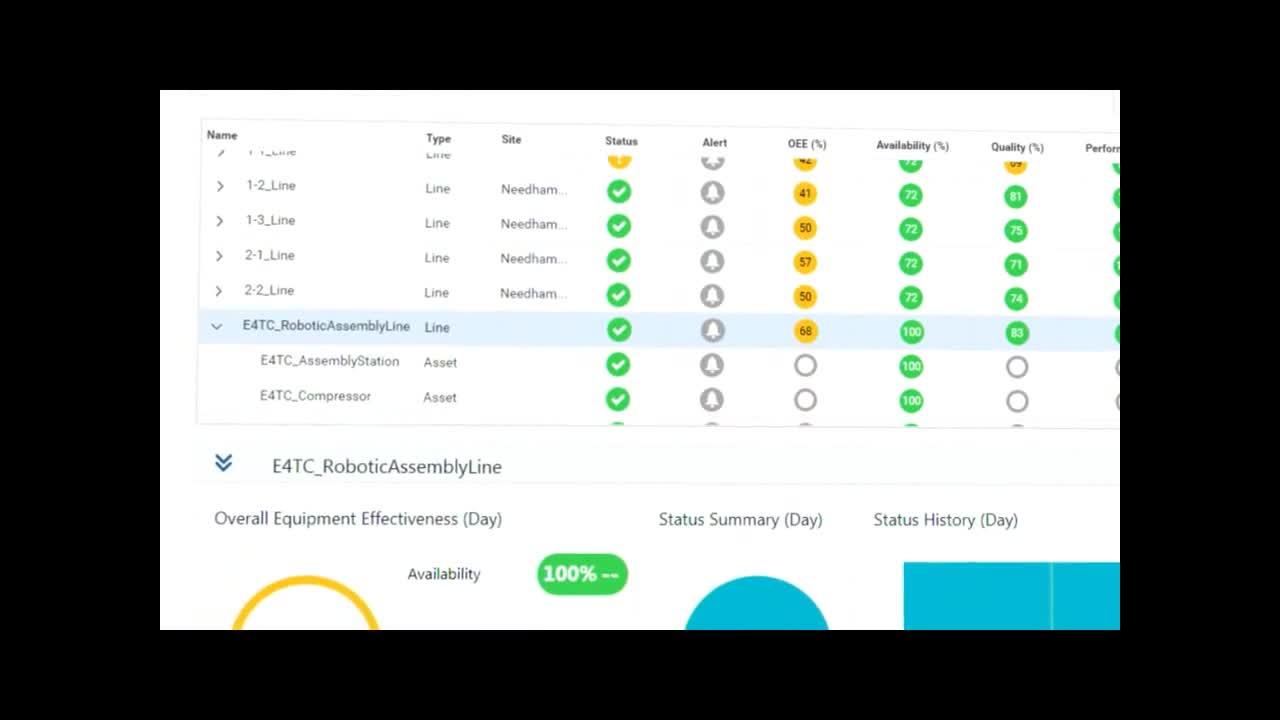 Name Type Site Status Alert OEE (%) Availability (%) Quality (%) Perform
1-1_Line Line 42 72 69
1-2_Line Line Needham... 41 72 81
1-3_Line Line Needham... 50 72 75
2-1_Line Line Needham... 57 72 71
2-2_Line Line Needham... 50 72 74
E4TC_RoboticAssemblyLine Line 68 100 83
E4TC_AssemblyStation Asset 100
E4TC_Compressor Asset 100
E4TC_RoboticAssemblyLine
Overall Equipment Effectiveness (Day) Status Summary (Day) Status History (Day)
Availability 100% --